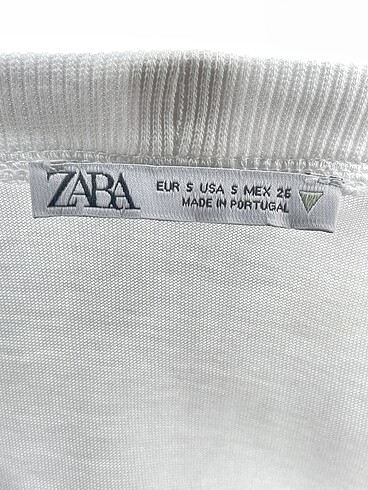 ZARA
EUR S USA S MEX 26
MADE IN PORTUGAL